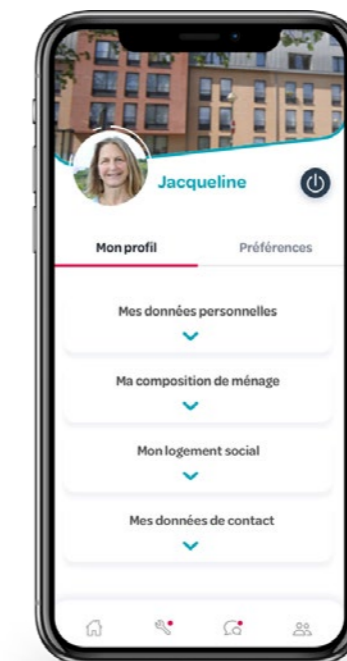 Jacqueline
Mon profil
Préférences
Mes données personnelles
Ma composition de ménage
Mon logement social
Mes données de contact